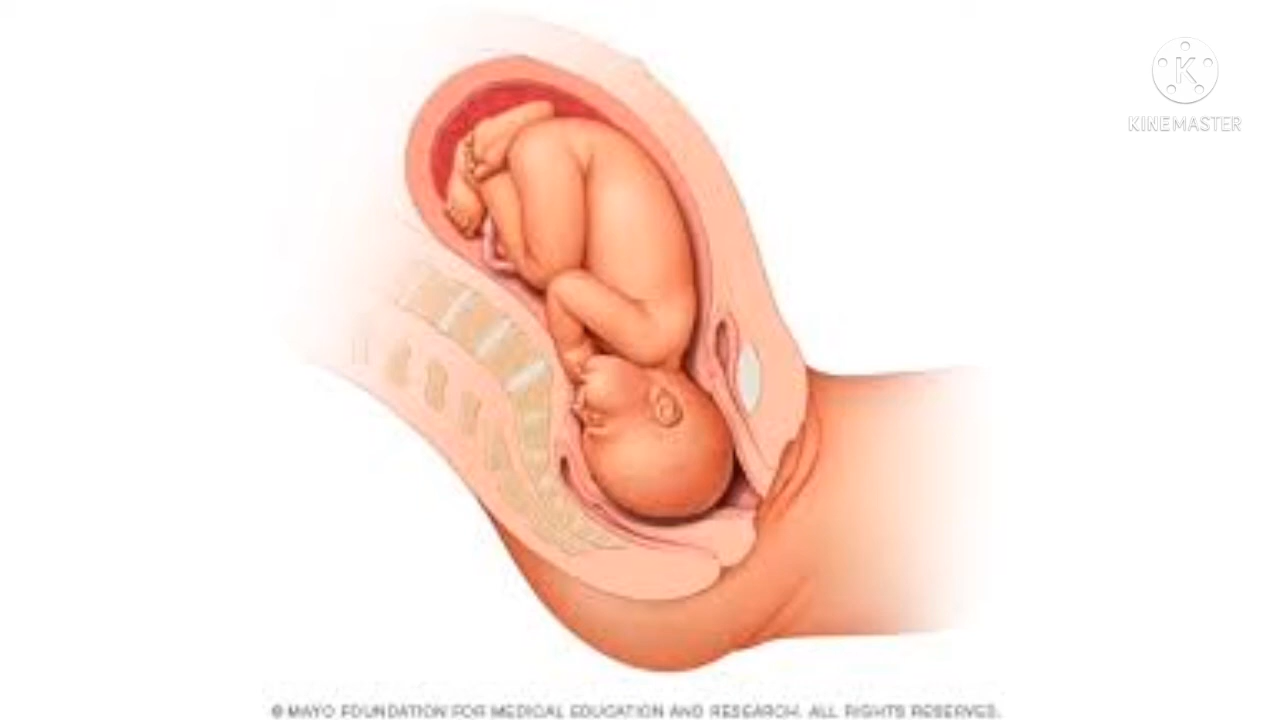 K
KINEMASTER
© MAYO FOUNDATION FOR MEDICAL EDUCATION AND RESEARCH. ALL RIGHTS RESERVED.